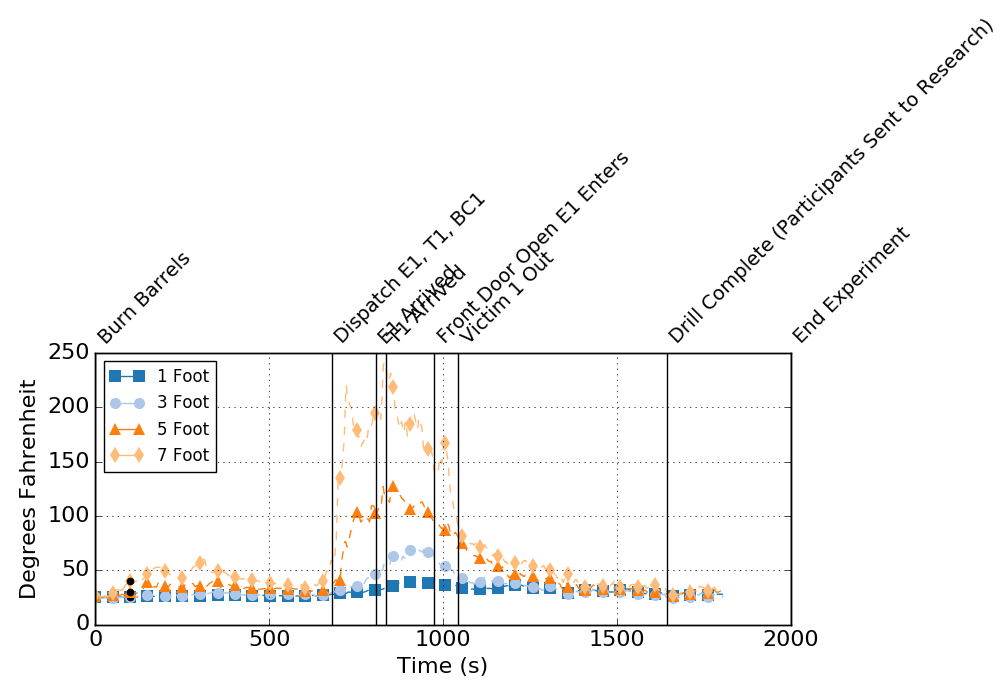 Burn Barrels
Dispatch E1, T1, BC1
E1 Arrived
T1 Arrived
Front Door Open E1 Enters
Victim 1 Out
Drill Complete (Participants Sent to Research)
End Experiment
Degrees Fahrenheit
250
200
150
100
50
0
1 Foot
3 Foot
5 Foot
7 Foot
0 500 1000 1500 2000
Time (s)